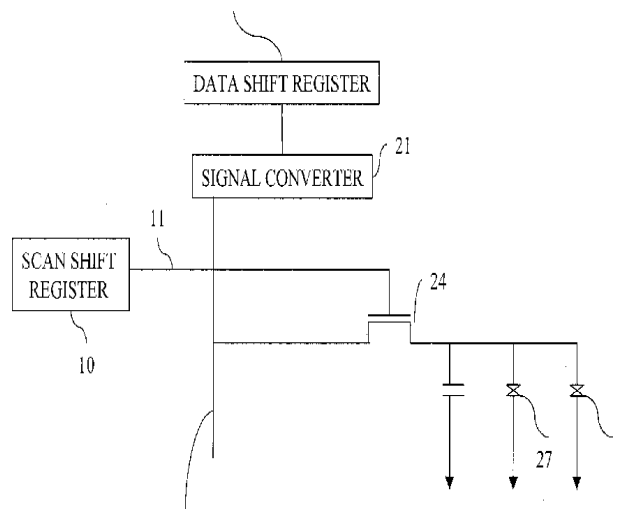 DATA SHIFT REGISTER
21
SIGNAL CONVERTER
11
SCAN SHIFT
REGISTER
24
10
27